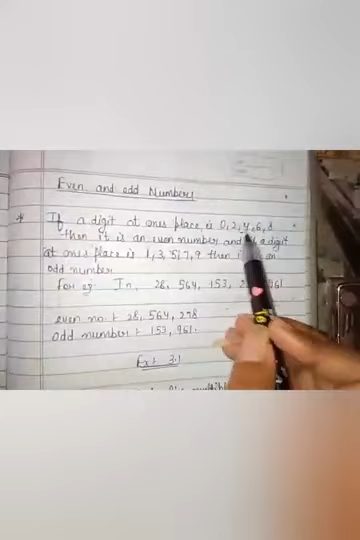 Even and odd Numbers
* If a digit at ones place is 0, 2, 4, 6, 8
then it is an even number and if a digit
at ones place is 1, 3, 5, 7, 9 then it is an
odd number
For eg: In, 28, 564, 153, 961
even no. : 28, 564, 298
odd number : 153, 961.
Ex : 3.1